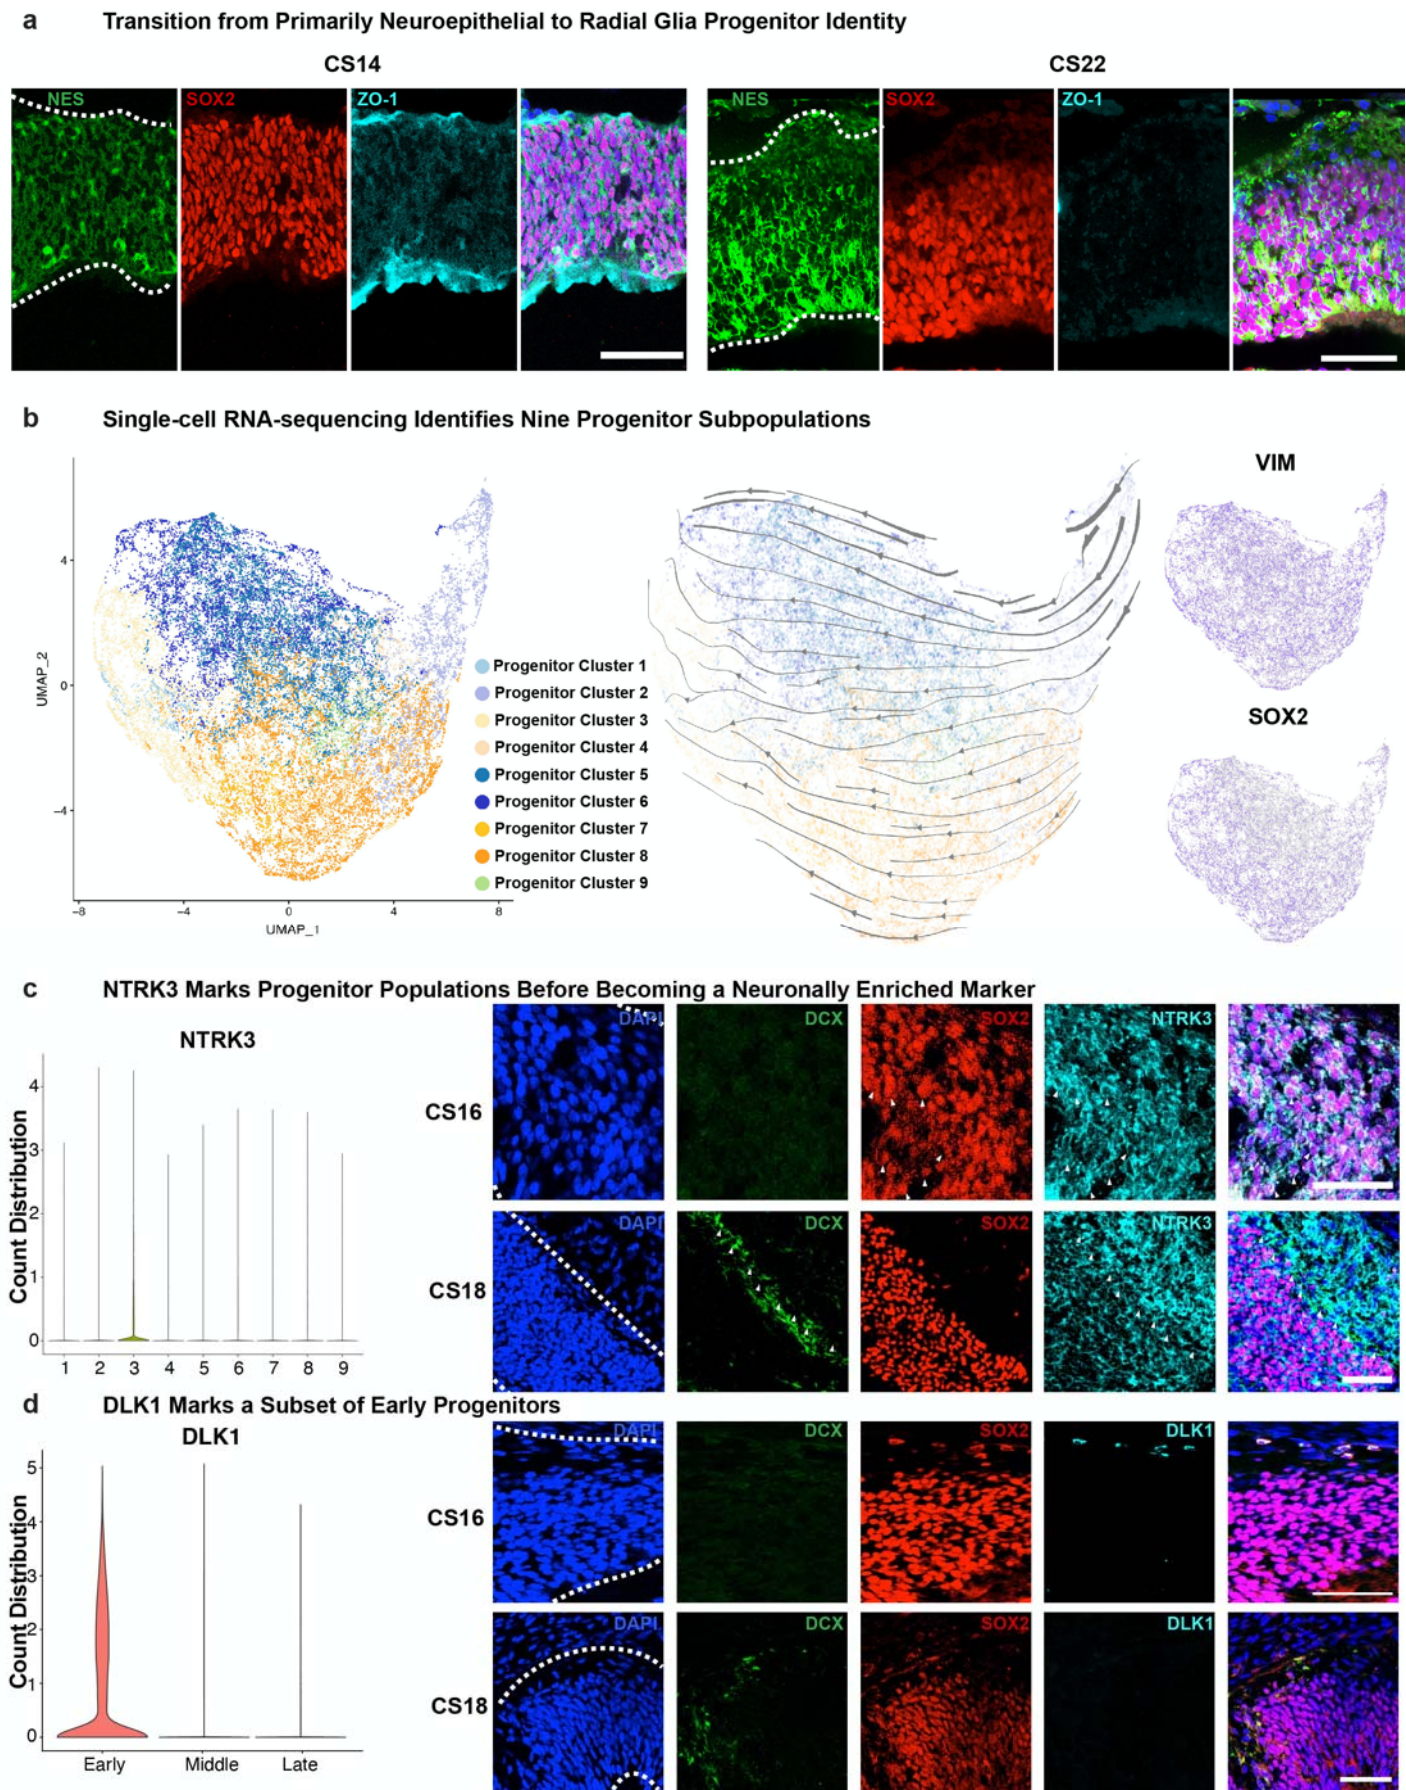 a Transition from Primarily Neuroepithelial to Radial Glia Progenitor Identity
CS14
CS22
NES SOX2 ZO-1
NES SOX2 ZO-1
b Single-cell RNA-sequencing Identifies Nine Progenitor Subpopulations
VIM
SOX2
UMAP_2
4
0
−4
−8 −4 0 4 8
UMAP_1
Progenitor Cluster 1
Progenitor Cluster 2
Progenitor Cluster 3
Progenitor Cluster 4
Progenitor Cluster 5
Progenitor Cluster 6
Progenitor Cluster 7
Progenitor Cluster 8
Progenitor Cluster 9
c NTRK3 Marks Progenitor Populations Before Becoming a Neuronally Enriched Marker
NTRK3
Count Distribution
4
3
2
1
0
1 2 3 4 5 6 7 8 9
CS16
DAPI DCX SOX2 NTRK3
CS18
DAPI DCX SOX2 NTRK3
d DLK1 Marks a Subset of Early Progenitors
DLK1
Count Distribution
5
4
3
2
1
0
Early Middle Late
CS16
DAPI DCX SOX2 DLK1
CS18
DAPI DCX SOX2 DLK1